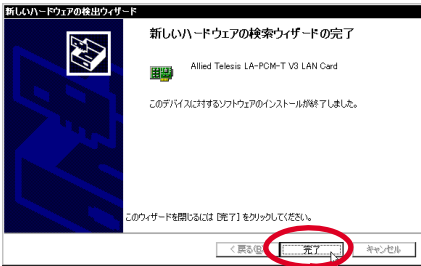 新しいハードウェアの検出ウィザード
新しいハードウェアの検索ウィザードの完了
Allied Telesis LA-PCM-T V3 LAN Card
このデバイスに対するソフトウェアのインストールが終了しました。
このウィザードを閉じるには [完了] をクリックしてください。
< 戻る(B) 完了 キャンセル